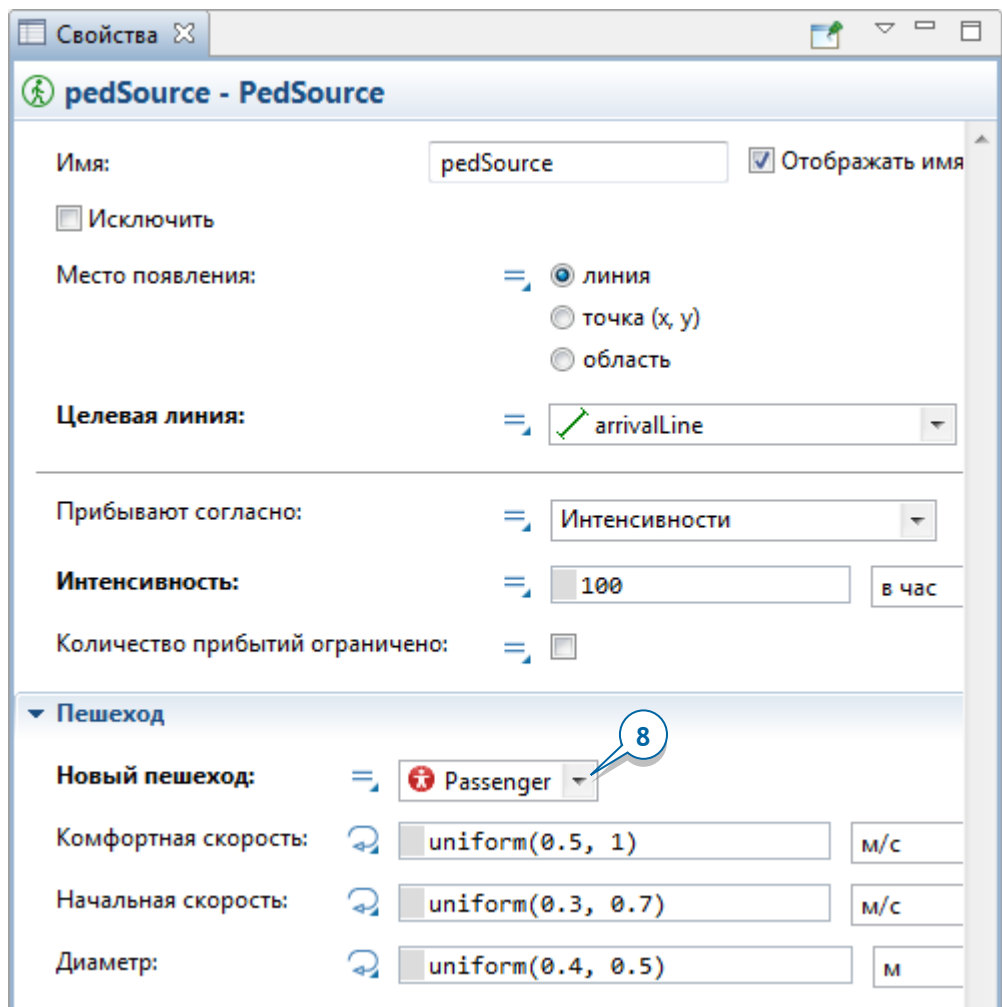 Свойства
pedSource - PedSource
Имя: pedSource Отображать имя
Исключить
Место появления: линия
точка (x, y)
область
Целевая линия: arrivalLine
Прибывают согласно: Интенсивности
Интенсивность: 100 в час
Количество прибытий ограничено:
Пешеход
8
Новый пешеход: Passenger
Комфортная скорость: uniform(0.5, 1) м/с
Начальная скорость: uniform(0.3, 0.7) м/с
Диаметр: uniform(0.4, 0.5) м